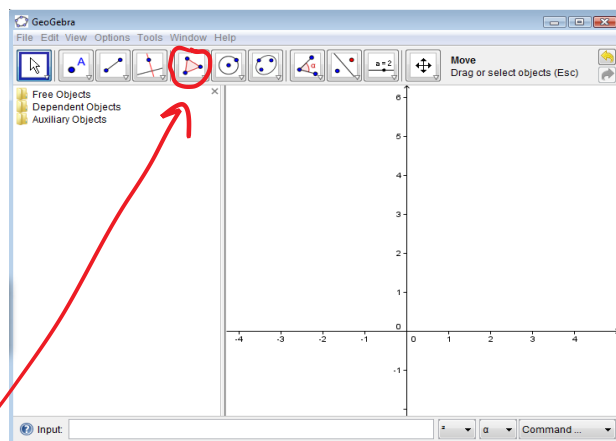 GeoGebra
File Edit View Options Tools Window Help
A
α
a = 2
Move
Drag or select objects (Esc)
Free Objects
Dependent Objects
Auxiliary Objects
6
5
4
3
2
1
0
-4 -3 -2 -1 0 1 2 3 4
-1
Input:
²
α
Command ...